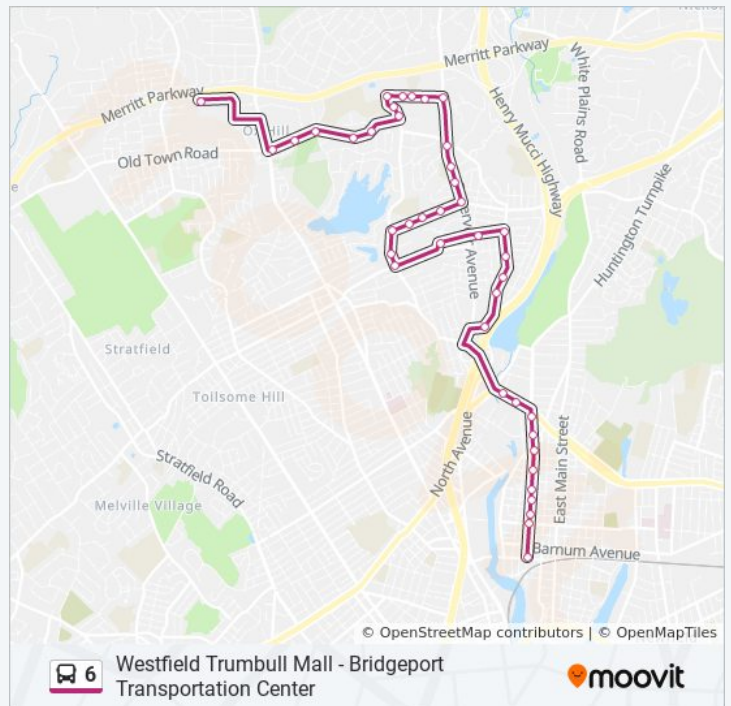 Merritt Parkway
White Plains Road
Merritt Parkway
Henry Mucci Highway
Old Town Road
Huntington Turnpike
Avenue
Stratfield
Tollsome Hill
North Avenue
East Main Street
Stratfield Road
Melville Village
Barnum Avenue
© OpenStreetMap contributors | © OpenMapTiles
6
Westfield Trumbull Mall - Bridgeport
Transportation Center
moovit